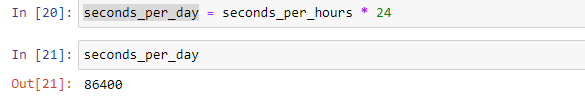 In [20]: seconds_per_day = seconds_per_hours * 24
In [21]: seconds_per_day
Out[21]: 86400